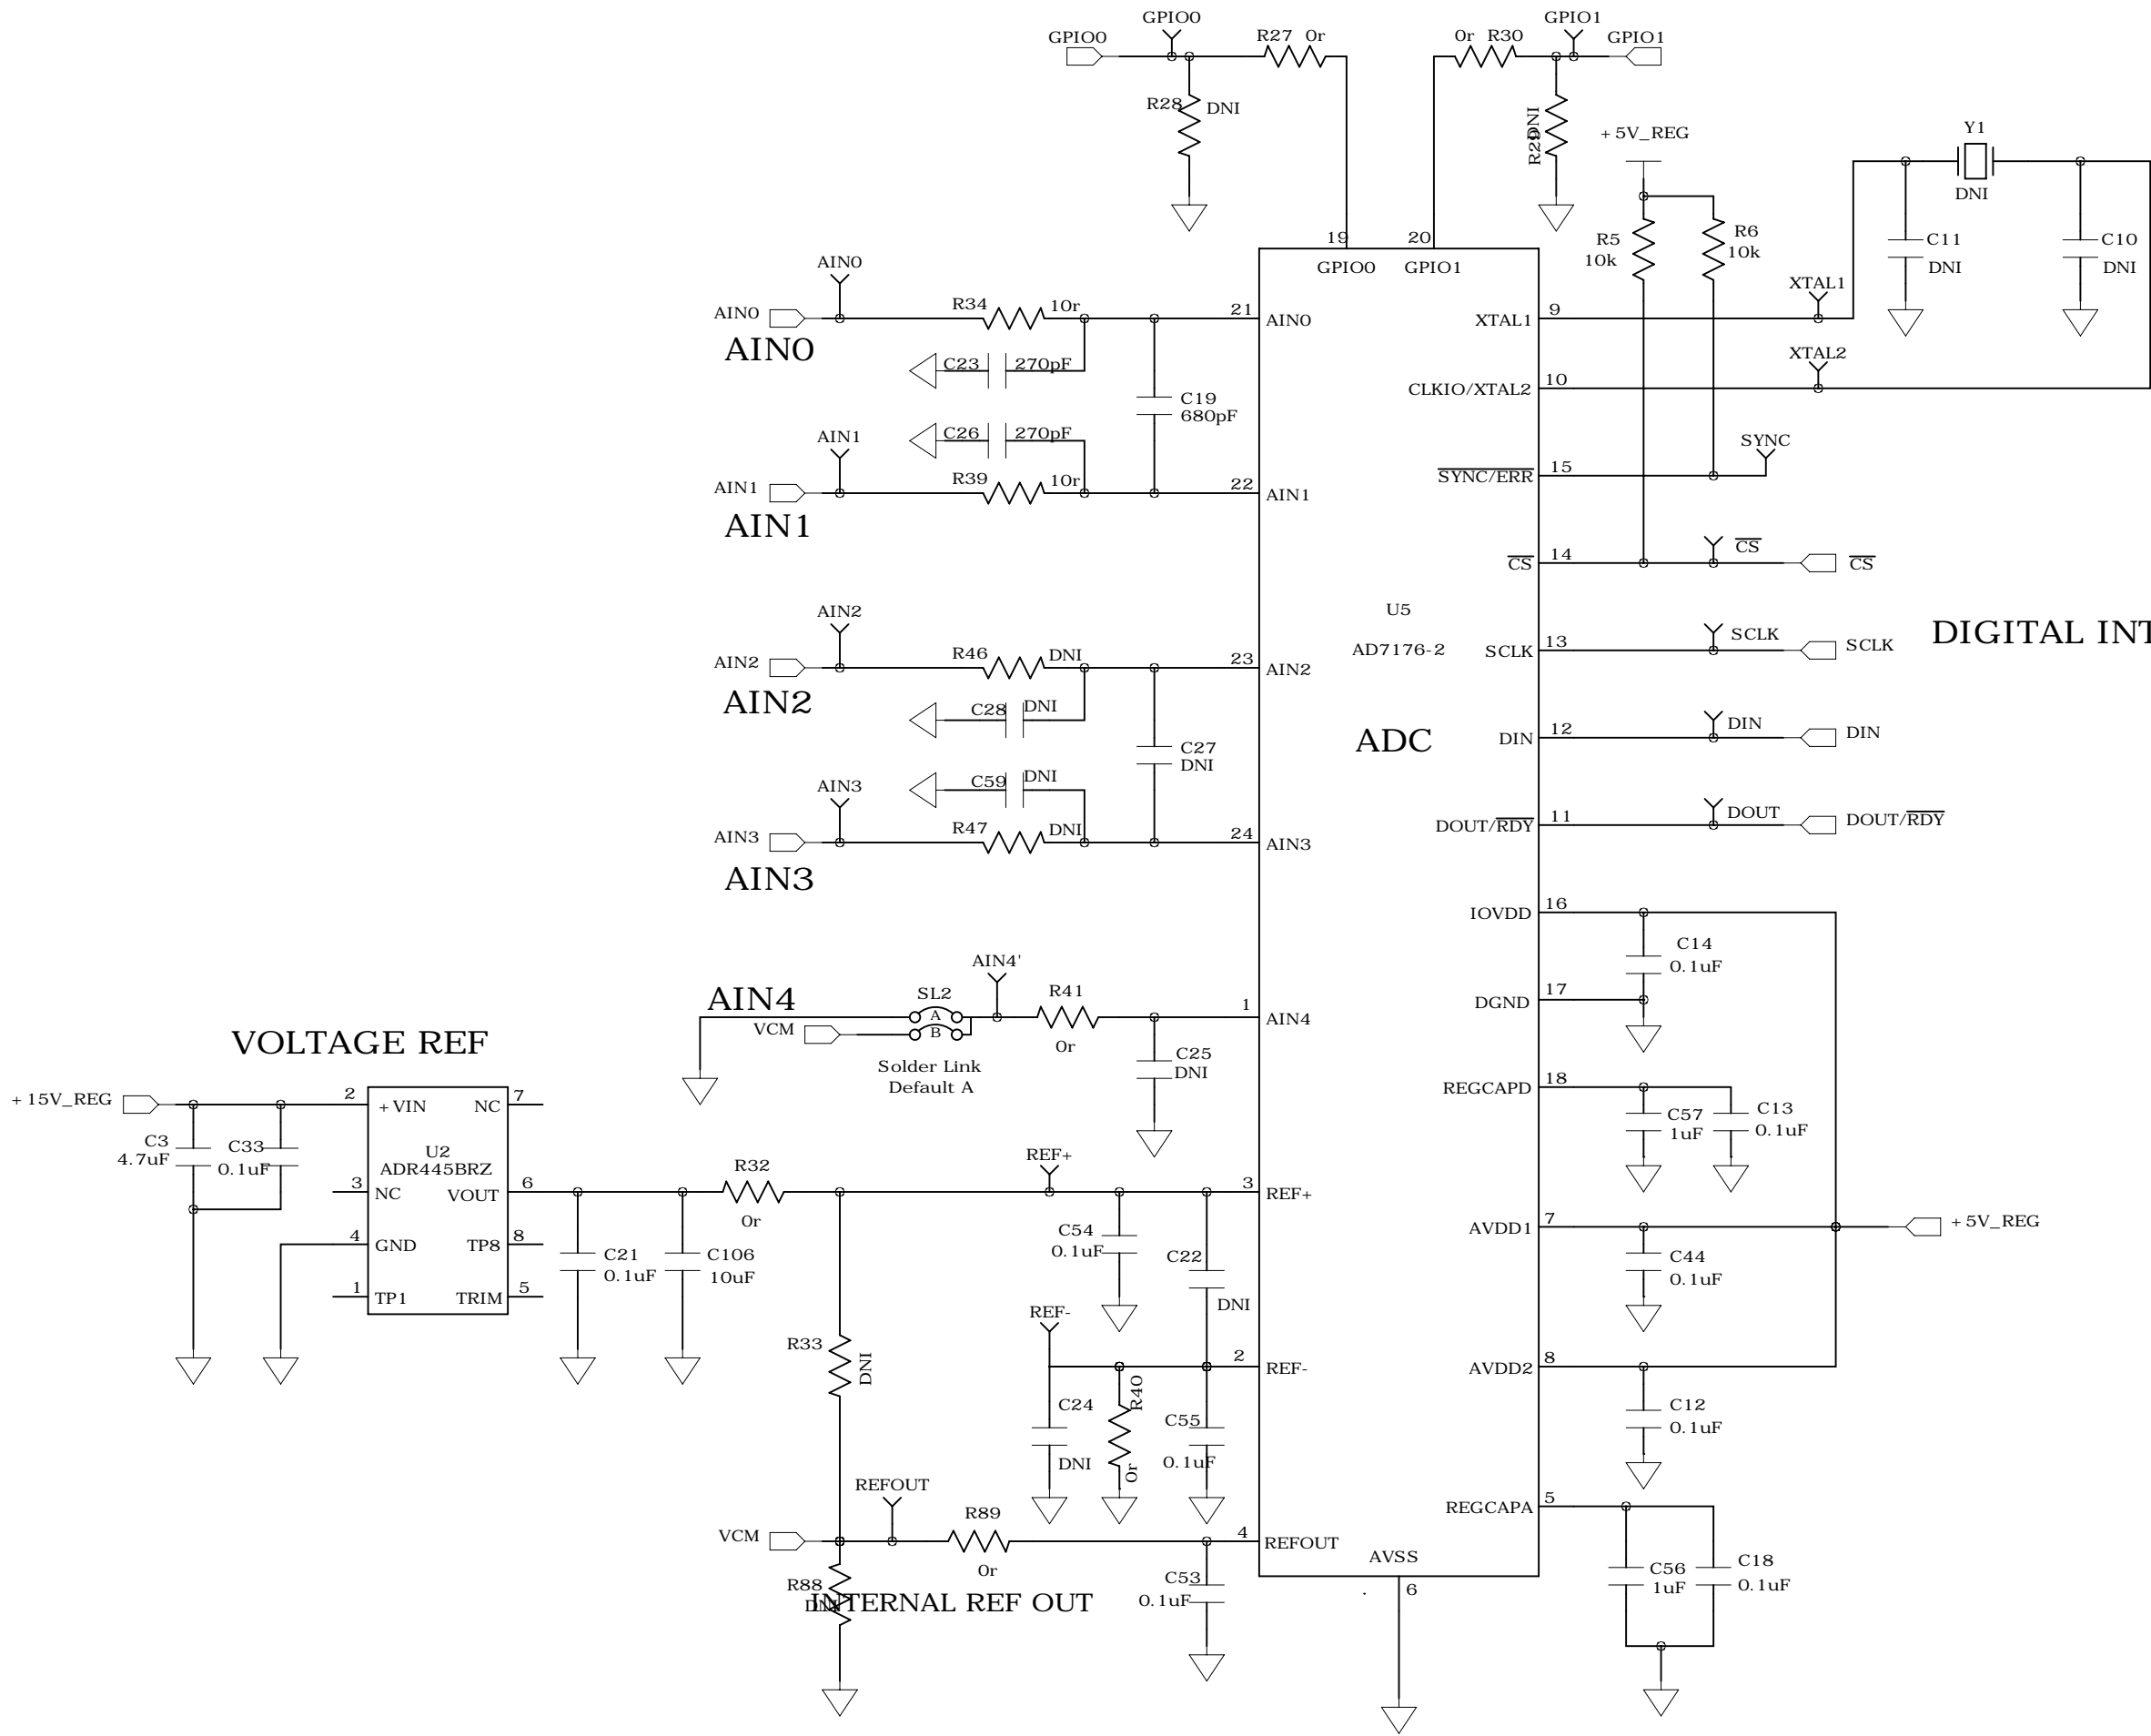 GPIO0
GPIO0
R27 0r
R28 DNI
GPIO1
0r R30
GPIO1
R29
DNI
+5V_REG
R5
10k
R6
10k
Y1
DNI
C11
DNI
C10
DNI
XTAL1
XTAL2
SYNC
19
GPIO0
20
GPIO1
AIN0
AIN0
AIN0
R34 10r
C23 270pF
C19
680pF
C26 270pF
AIN1
AIN1
AIN1
R39 10r
21
AIN0
22
AIN1
AIN2
AIN2
AIN2
R46 DNI
C28 DNI
C27
DNI
C59 DNI
AIN3
AIN3
AIN3
R47 DNI
23
AIN2
24
AIN3
U5
AD7176-2
ADC
XTAL1 9
CLKIO/XTAL2 10
SYNC/ERR 15
CS 14
CS
CS
SCLK 13
SCLK
SCLK
DIGITAL INT
DIN 12
DIN
DIN
DOUT/RDY 11
DOUT
DOUT/RDY
IOVDD 16
C14
0.1uF
DGND 17
REGCAPD 18
C57
1uF
C13
0.1uF
AVDD1 7
+5V_REG
C44
0.1uF
AVDD2 8
C12
0.1uF
REGCAPA 5
C56
1uF
C18
0.1uF
AVSS
6
AIN4
SL2
A
B
VCM
Solder Link
Default A
AIN4'
R41
0r
C25
DNI
1
AIN4
VOLTAGE REF
+15V_REG
C3
4.7uF
C33
0.1uF
2 +VIN
NC 7
U2
ADR445BRZ
3 NC
VOUT 6
4 GND
TP8 8
1 TP1
TRIM 5
C21
0.1uF
C106
10uF
R32
0r
R33
DNI
REF+
3 REF+
C54
0.1uF
C22
DNI
REF-
2 REF-
C24
DNI
R40
0r
C55
0.1uF
REFOUT
VCM
R89
0r
4 REFOUT
R88
DNI
INTERNAL REF OUT
C53
0.1uF